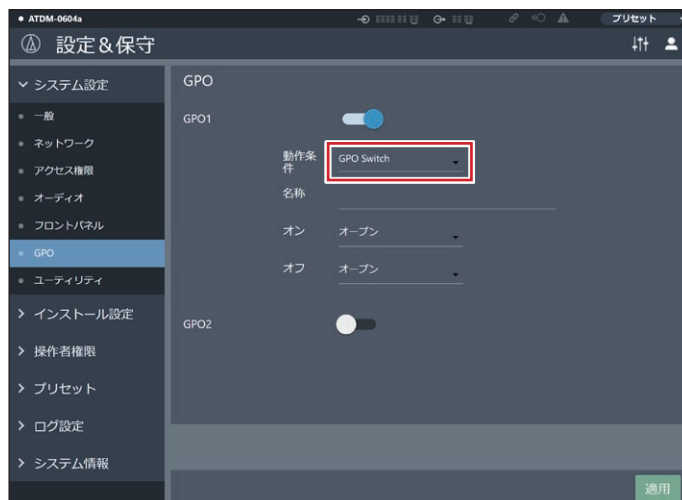 ATDM-0604a
プリセット
設定&保守
システム設定
一般
ネットワーク
アクセス権限
オーディオ
フロントパネル
GPO
ユーティリティ
インストール設定
操作者権限
プリセット
ログ設定
システム情報
GPO
GPO1
動作条
件
GPO Switch
名称
オン
オープン
オフ
オープン
GPO2
適用